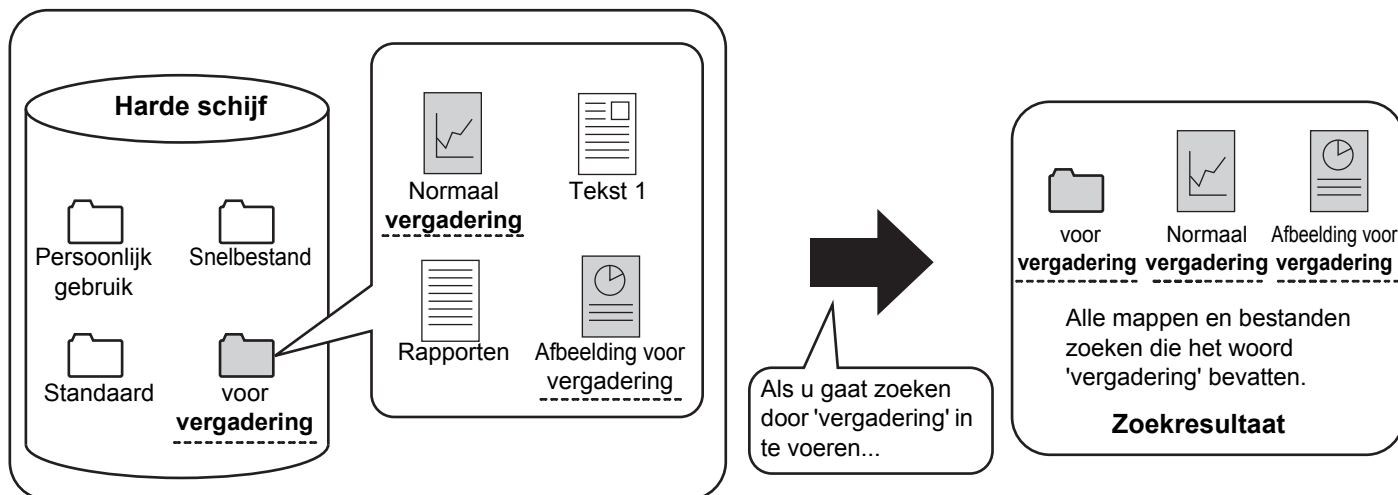 Harde schijf
Persoonlijk
gebruik
Snelbestand
Standaard
voor
vergadering
Normaal
vergadering
Tekst 1
Rapporten
Afbeelding voor
vergadering
Als u gaat zoeken
door 'vergadering' in
te voeren...
voor
vergadering
Normaal
vergadering
Afbeelding voor
vergadering
Alle mappen en bestanden
zoeken die het woord
'vergadering' bevatten.
Zoekresultaat